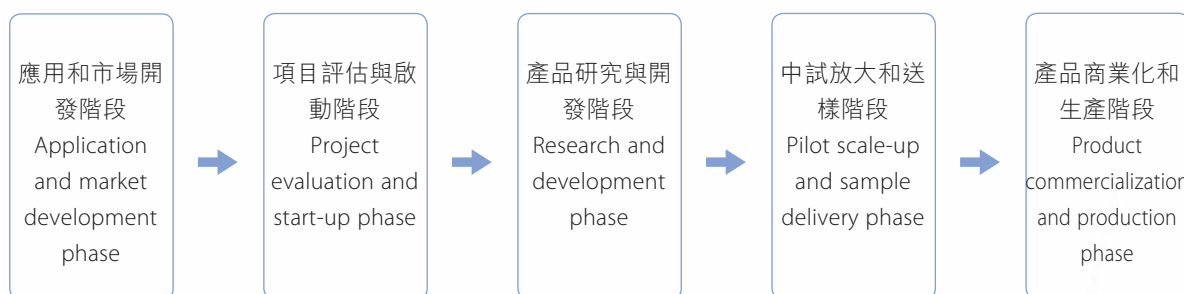 應用和市場開
發階段
Application
and market
development
phase
項目評估與啟
動階段
Project
evaluation and
start-up phase
產品研究與開
發階段
Research and
development
phase
中試放大和送
樣階段
Pilot scale-up
and sample
delivery phase
產品商業化和
生產階段
Product
commercialization
and production
phase